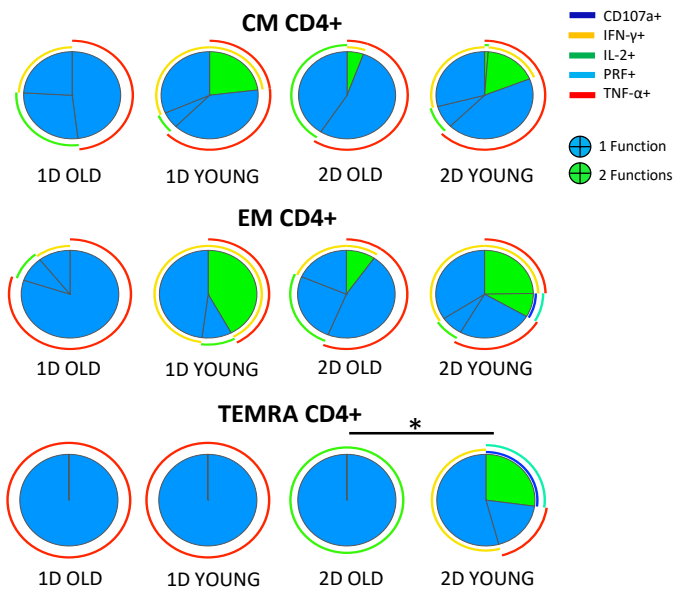 CM CD4+
CD107a+
IFN-γ+
IL-2+
PRF+
TNF-α+
1 Function
2 Functions
1D OLD
1D YOUNG
2D OLD
2D YOUNG
EM CD4+
1D OLD
1D YOUNG
2D OLD
2D YOUNG
TEMRA CD4+
*
1D OLD
1D YOUNG
2D OLD
2D YOUNG